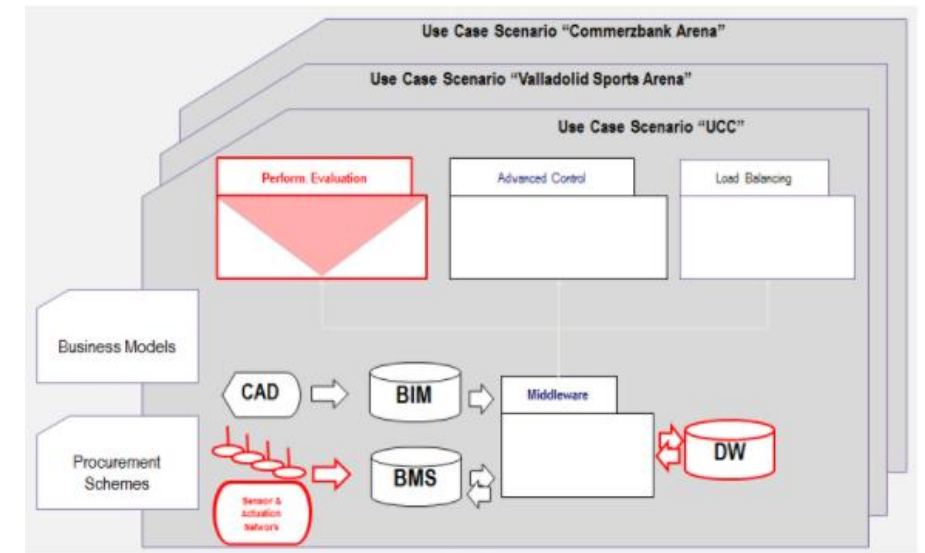 Use Case Scenario “Commerzbank Arena”
Use Case Scenario “Valladolid Sports Arena”
Use Case Scenario “UCC”
Perform. Evaluation
Advanced Control
Load Balancing
Business Models
CAD
BIM
Middleware
Procurement
Schemes
BMS
DW
Sensor &
Actuation
Network